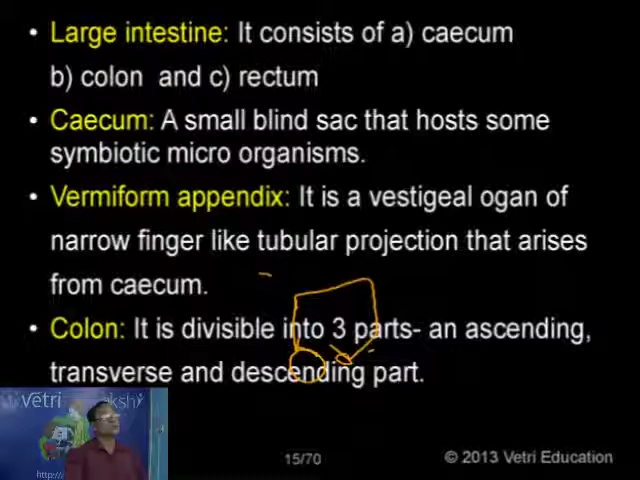 • Large intestine: It consists of a) caecum
b) colon and c) rectum
• Caecum: A small blind sac that hosts some
symbiotic micro organisms.
• Vermiform appendix: It is a vestigeal ogan of
narrow finger like tubular projection that arises
from caecum.
• Colon: It is divisible into 3 parts- an ascending,
transverse and descending part.
Vetri
http:/
15/70
© 2013 Vetri Education